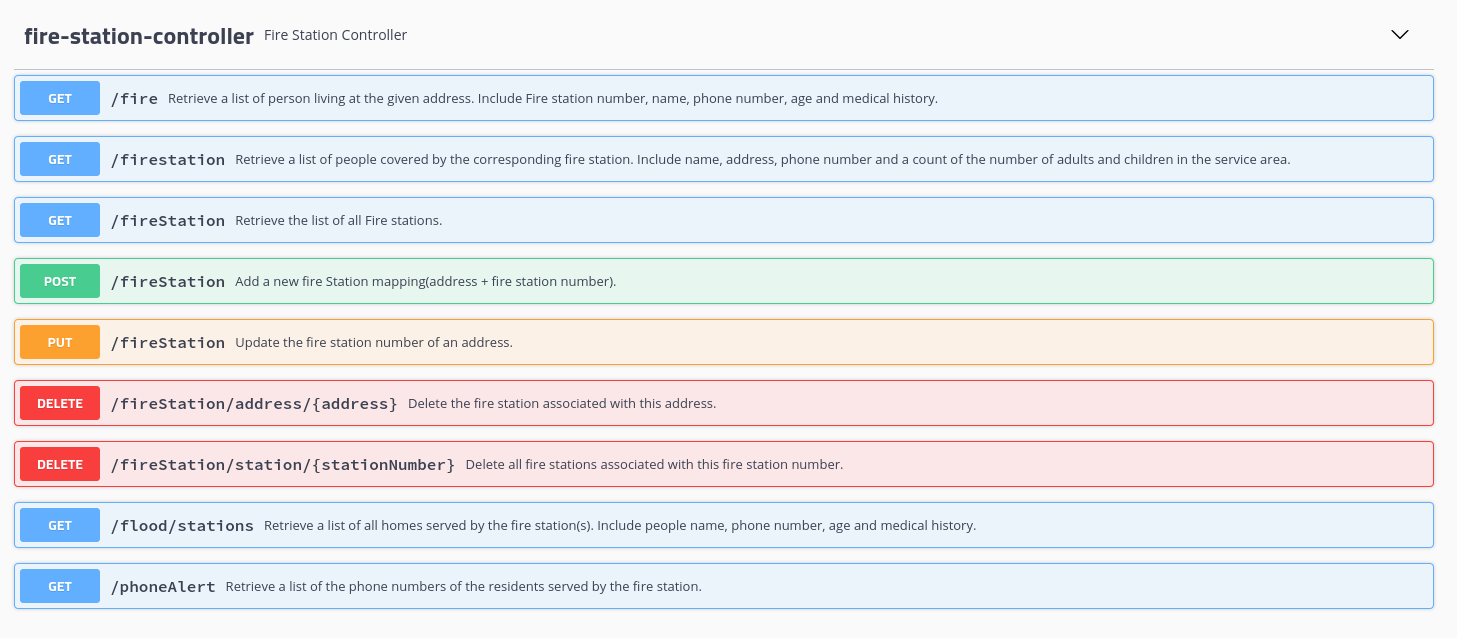 fire-station-controller Fire Station Controller
GET /fire Retrieve a list of person living at the given address. Include Fire station number, name, phone number, age and medical history.
GET /firestation Retrieve a list of people covered by the corresponding fire station. Include name, address, phone number and a count of the number of adults and children in the service area.
GET /fireStation Retrieve the list of all Fire stations.
POST /fireStation Add a new fire Station mapping(address + fire station number).
PUT /fireStation Update the fire station number of an address.
DELETE /fireStation/address/{address} Delete the fire station associated with this address.
DELETE /fireStation/station/{stationNumber} Delete all fire stations associated with this fire station number.
GET /flood/stations Retrieve a list of all homes served by the fire station(s). Include people name, phone number, age and medical history.
GET /phoneAlert Retrieve a list of the phone numbers of the residents served by the fire station.